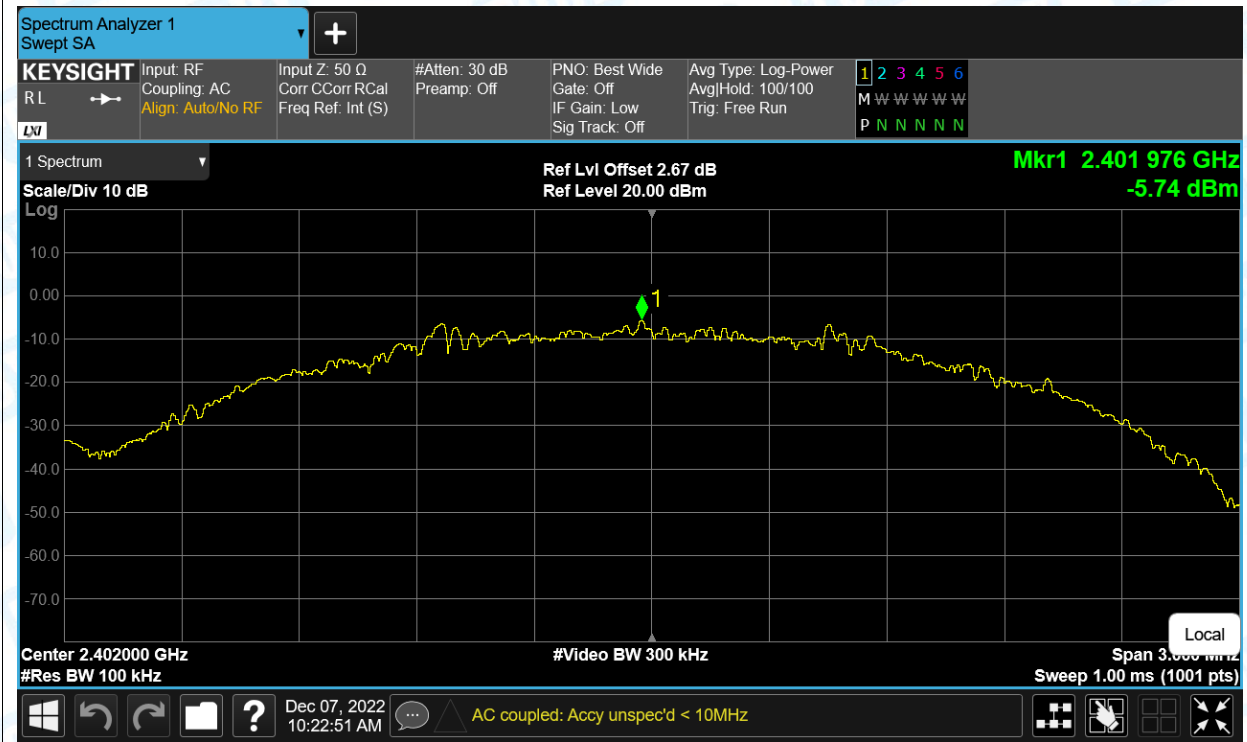 Spectrum Analyzer 1
Swept SA
KEYSIGHT
R L
LXI
Input: RF
Coupling: AC
Align: Auto/No RF
Input Z: 50 Ω
Corr CCorr RCal
Freq Ref: Int (S)
#Atten: 30 dB
Preamp: Off
PNO: Best Wide
Gate: Off
IF Gain: Low
Sig Track: Off
Avg Type: Log-Power
Avg|Hold: 100/100
Trig: Free Run
1 2 3 4 5 6
M W W W W W W
P N N N N N N
1 Spectrum
Scale/Div 10 dB
Log
Ref Lvl Offset 2.67 dB
Ref Level 20.00 dBm
Mkr1 2.401 976 GHz
-5.74 dBm
10.0
0.00
-10.0
-20.0
-30.0
-40.0
-50.0
-60.0
-70.0
1
Local
Center 2.402000 GHz
#Video BW 300 kHz
Span 3.000 MHz
#Res BW 100 kHz
Sweep 1.00 ms (1001 pts)
?
Dec 07, 2022
10:22:51 AM
AC coupled: Accy unspec'd < 10MHz